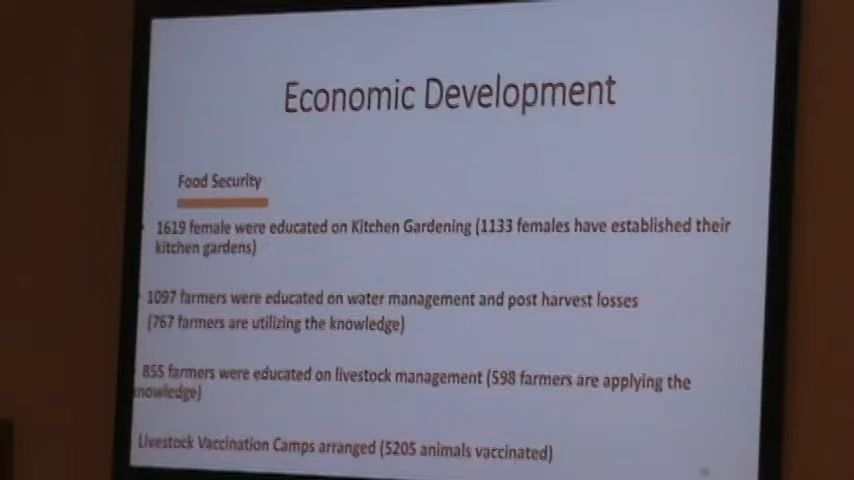 Economic Development
Food Security
1619 female were educated on Kitchen Gardening (1133 females have established their
kitchen gardens)
1097 farmers were educated on water management and post harvest losses
(767 farmers are utilizing the knowledge)
855 farmers were educated on livestock management (598 farmers are applying the
nowledge)
Livestock Vaccination Camps arranged (5205 animals vaccinated)